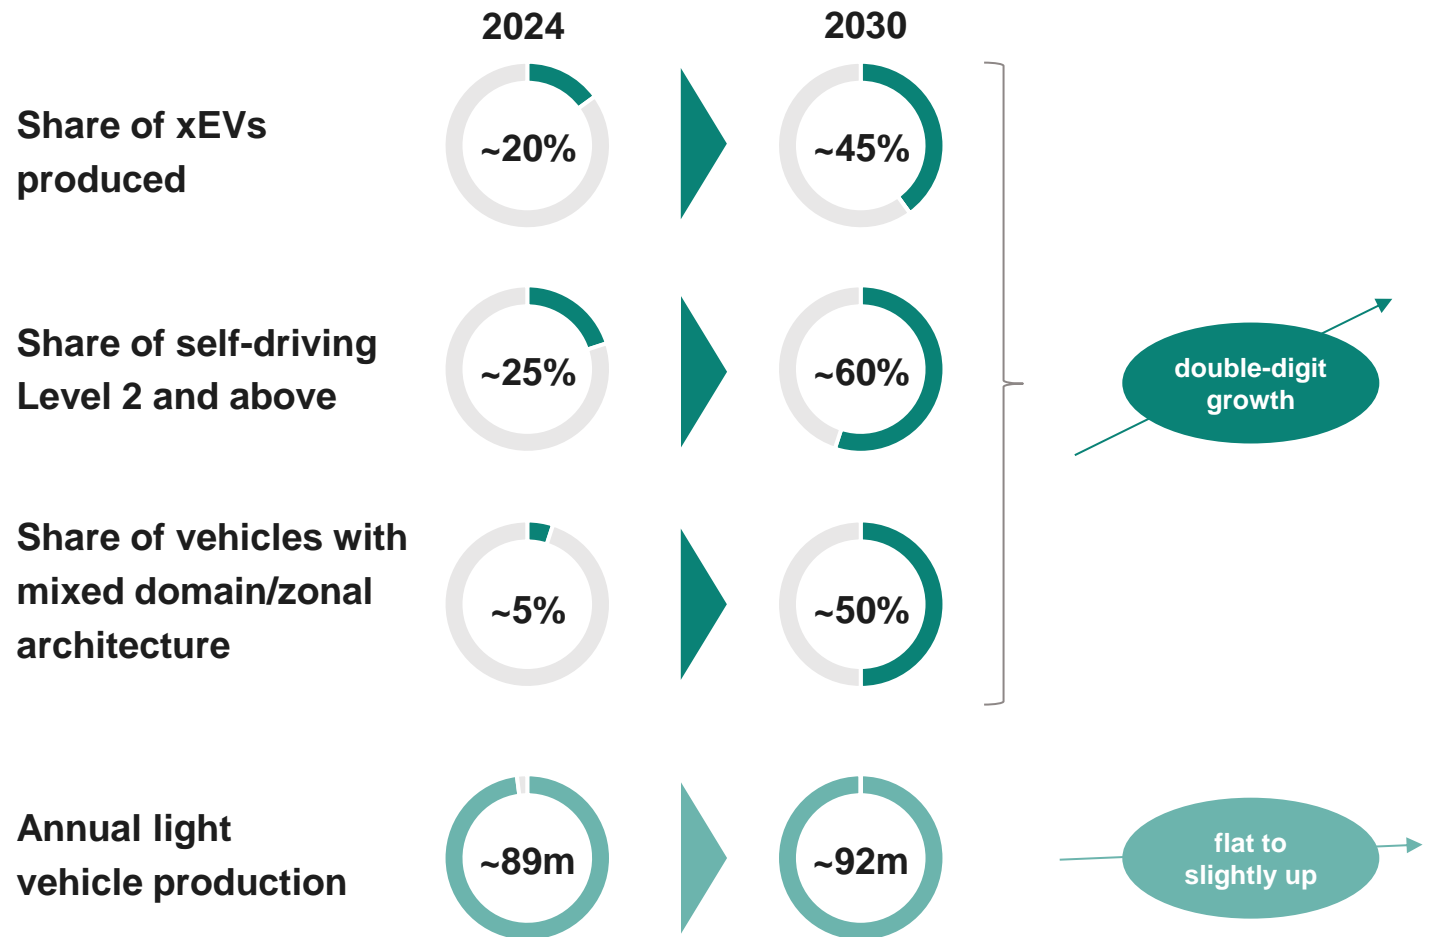 2024
2030
Share of xEVs
produced
~20%
~45%
Share of self-driving
Level 2 and above
~25%
~60%
double-digit
growth
Share of vehicles with
mixed domain/zonal
architecture
~5%
~50%
Annual light
vehicle production
~89m
~92m
flat to
slightly up